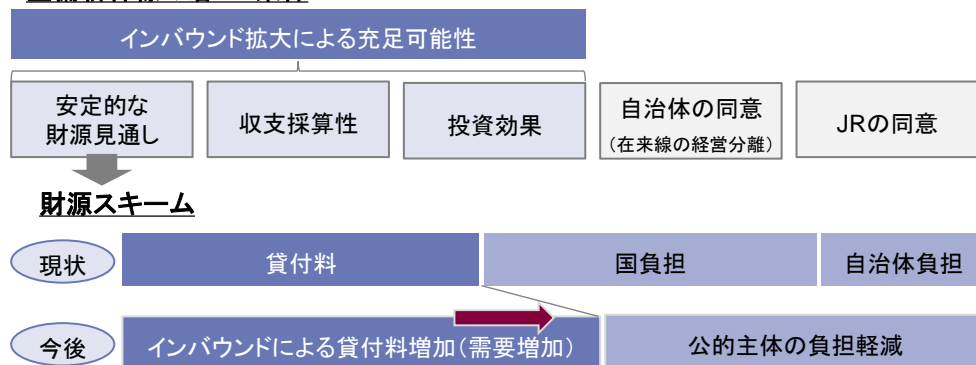 インバウンド拡大による充足可能性
安定的な
財源見通し
収支採算性
投資効果
自治体の同意
(在来線の経営分離)
JRの同意
財源スキーム
現状
貸付料
国負担
自治体負担
今後
インバウンドによる貸付料増加(需要増加)
公的主体の負担軽減